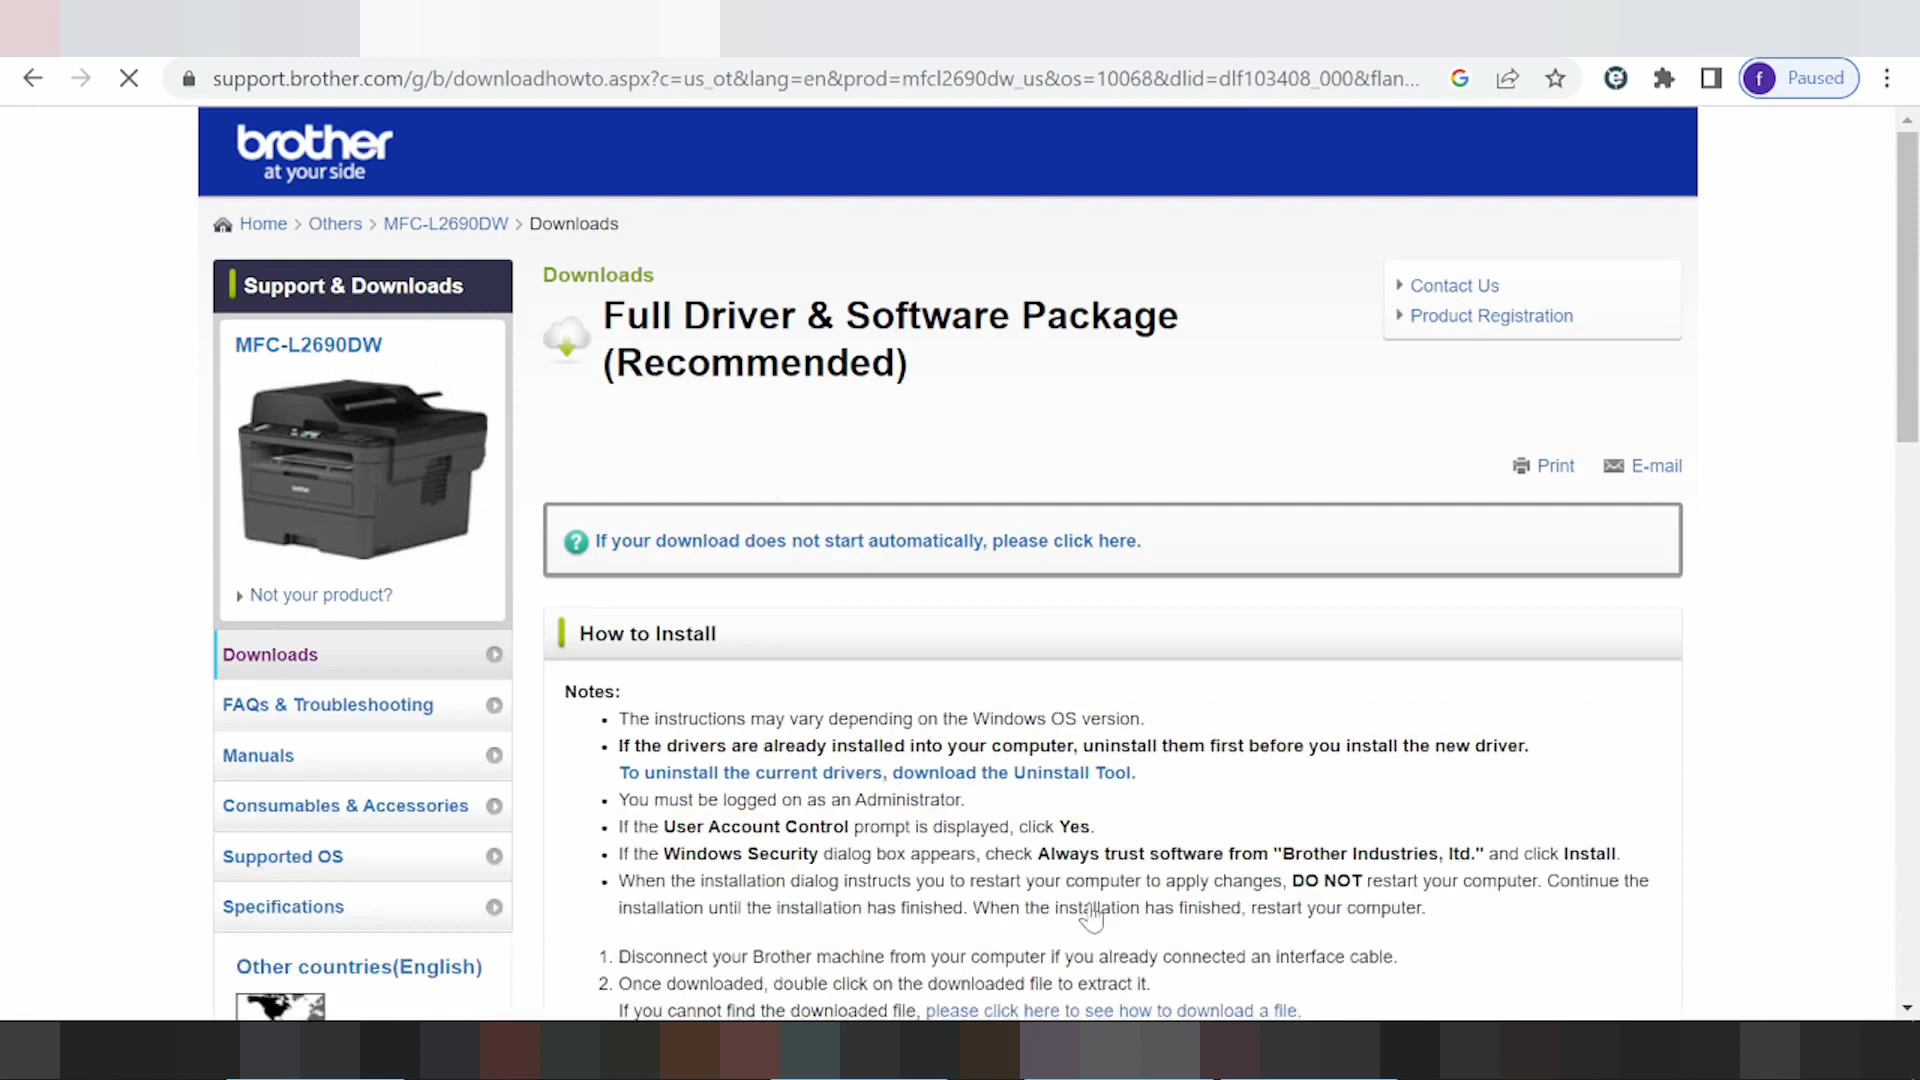 support.brother.com/g/b/downloadhowto.aspx?c=us_ot&lang=en&prod=mfcl2690dw_us&os=10068&dlid=dlf103408_000&flan...
f Paused
brother
at your side
Home > Others > MFC-L2690DW > Downloads
Support & Downloads
MFC-L2690DW
Not your product?
Downloads
FAQs & Troubleshooting
Manuals
Consumables & Accessories
Supported OS
Specifications
Other countries(English)
Downloads
Full Driver & Software Package
(Recommended)
Contact Us
Product Registration
Print E-mail
If your download does not start automatically, please click here.
How to Install
Notes:
• The instructions may vary depending on the Windows OS version.
• If the drivers are already installed into your computer, uninstall them first before you install the new driver.
To uninstall the current drivers, download the Uninstall Tool.
• You must be logged on as an Administrator.
• If the User Account Control prompt is displayed, click Yes.
• If the Windows Security dialog box appears, check Always trust software from "Brother Industries, ltd." and click Install.
• When the installation dialog instructs you to restart your computer to apply changes, DO NOT restart your computer. Continue the
installation until the installation has finished. When the installation has finished, restart your computer.
1. Disconnect your Brother machine from your computer if you already connected an interface cable.
2. Once downloaded, double click on the downloaded file to extract it.
If you cannot find the downloaded file, please click here to see how to download a file.